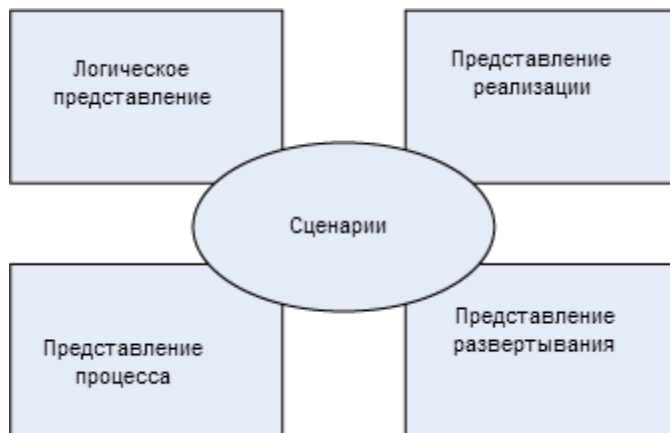 Логическое
представление
Представление
реализации
Сценарии
Представление
процесса
Представление
развертывания